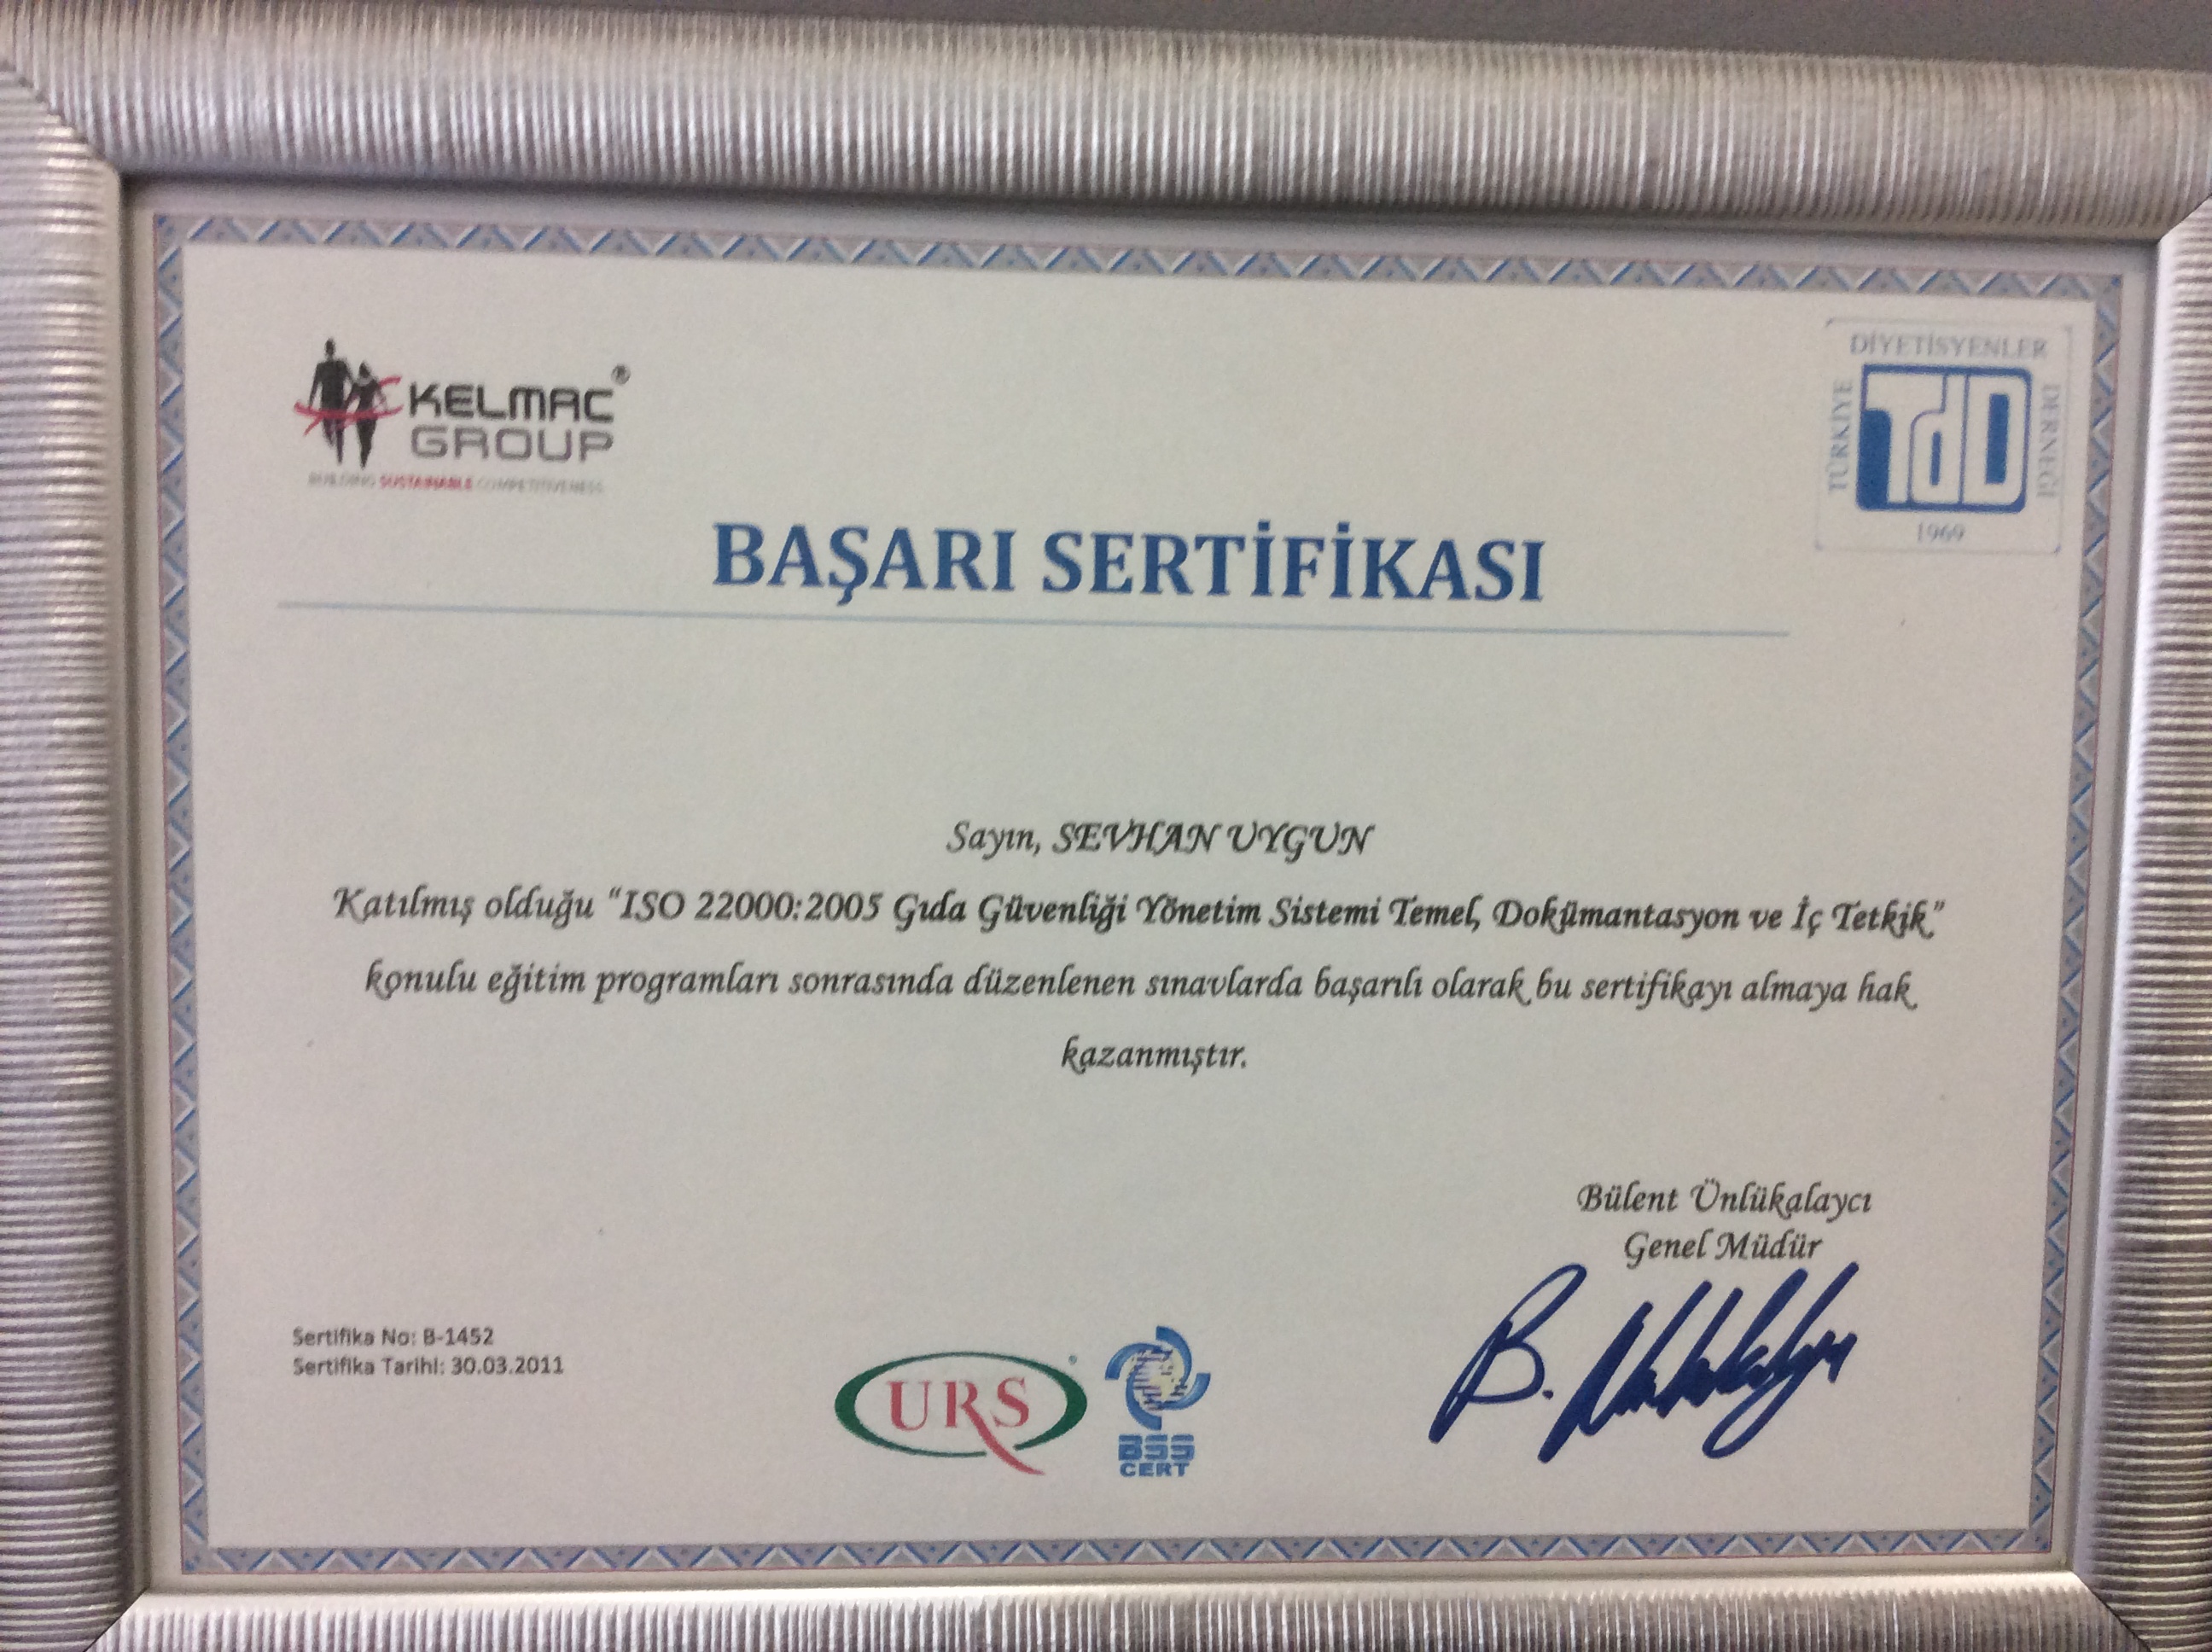 KELMAC®
GROUP
BUILDING SUSTAINABLE COMPETITIVENESS
DİYETİSYENLER
TÜRKİYE
TdD
DERNEĞİ
1969
BAŞARI SERTİFİKASI
Sayın, SEVHAN UYGUN
Katılmış olduğu “ISO 22000:2005 Gıda Güvenliği Yönetim Sistemi Temel, Dokümantasyon ve İç Tetkik”
konulu eğitim programları sonrasında düzenlenen sınavlarda başarılı olarak bu sertifikayı almaya hak
kazanmıştır.
Bülent Ünlükalaycı
Genel Müdür
Sertifika No: B-1452
Sertifika Tarihi: 30.03.2011
URS
BSS
CERT